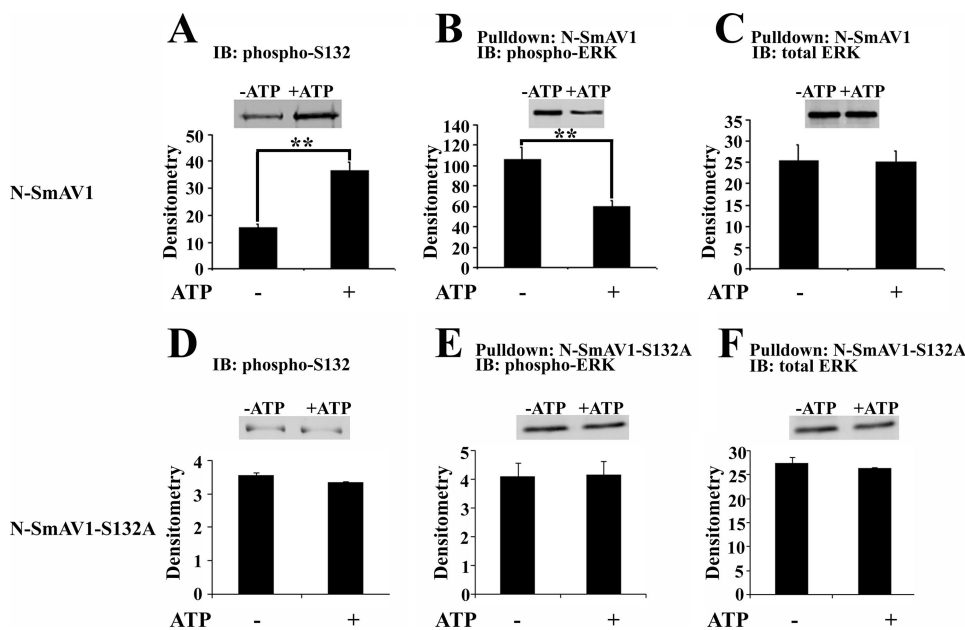 A
IB: phospho-S132
-ATP +ATP
**
Densitometry
50
40
30
20
10
0
ATP - +
B
Pulldown: N-SmAV1
IB: phospho-ERK
-ATP +ATP
**
Densitometry
140
120
100
80
60
40
20
0
ATP - +
C
Pulldown: N-SmAV1
IB: total ERK
-ATP +ATP
Densitometry
35
30
25
20
15
10
5
0
ATP - +
N-SmAV1
D
IB: phospho-S132
-ATP +ATP
Densitometry
4
3
2
1
0
ATP - +
E
Pulldown: N-SmAV1-S132A
IB: phospho-ERK
-ATP +ATP
Densitometry
5
4
3
2
1
0
ATP - +
F
Pulldown: N-SmAV1-S132A
IB: total ERK
-ATP +ATP
Densitometry
30
25
20
15
10
5
0
ATP - +
N-SmAV1-S132A